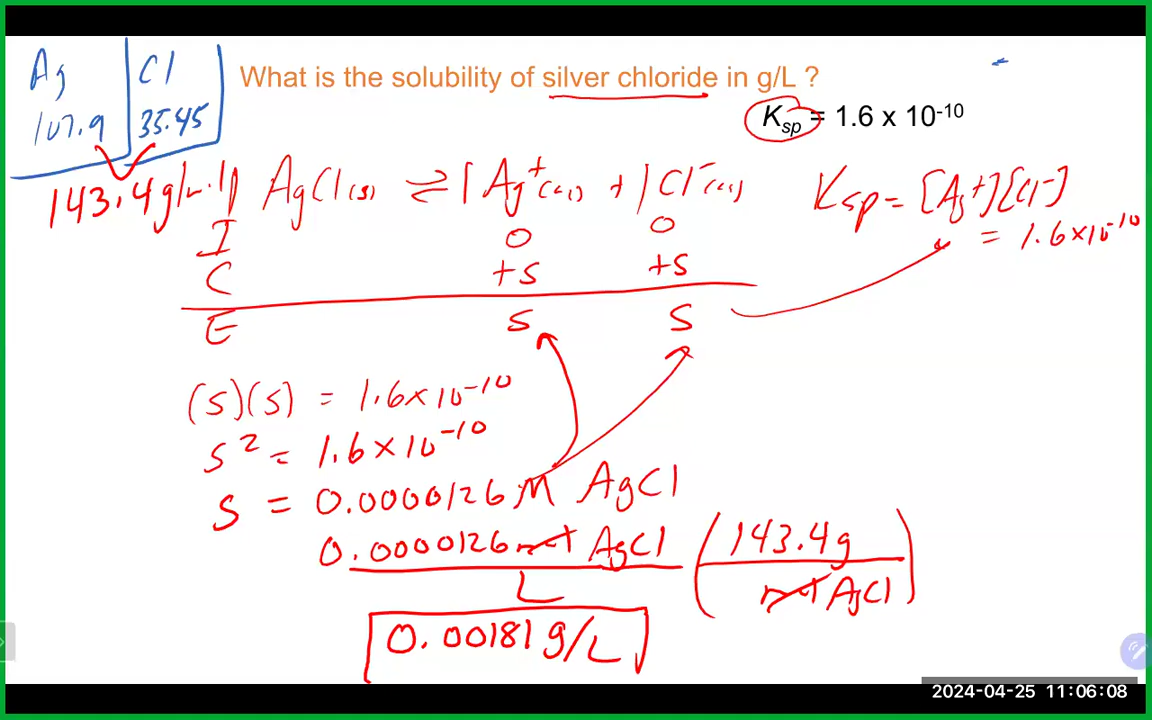 Ag Cl
107.9 35.45
What is the solubility of silver chloride in g/L ?
Ksp = 1.6 x 10-10
143.4 g/mol AgCl(s) ⇌ 1 Ag+(aq) + 1 Cl-(aq) Ksp = [Ag+][Cl-]
= 1.6 x 10-10
I 0 0
C +s +s
E s s
(s)(s) = 1.6 x 10-10
s2 = 1.6 x 10-10
s = 0.0000126 M AgCl
0.0000126 mol AgCl (143.4 g
L mol AgCl)
0.00181 g/L
2024-04-25 11:06:08